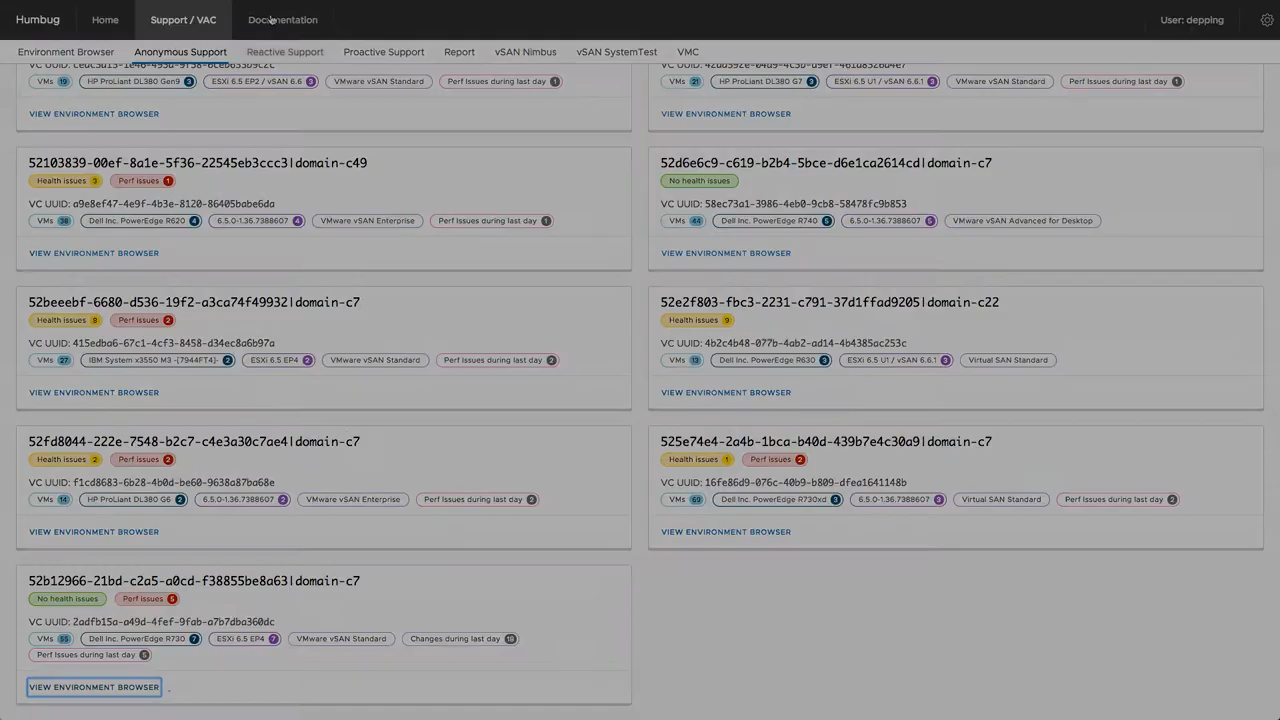 Humbug Home Support / VAC Documentation User: depping
Environment Browser Anonymous Support Reactive Support Proactive Support Report vSAN Nimbus vSAN SystemTest VMC
VMs 19 HP ProLiant DL380 Gen9 3 ESXi 6.5 EP2 / vSAN 6.6 3 VMware vSAN Standard Perf Issues during last day 1
VIEW ENVIRONMENT BROWSER
VMs 21 HP ProLiant DL380 G7 3 ESXi 6.5 U1 / vSAN 6.6.1 3 VMware vSAN Standard Perf Issues during last day 1
VIEW ENVIRONMENT BROWSER
52103839-00ef-8a1e-5f36-22545eb3ccc3|domain-c49
Health issues 3 Perf issues 1
VC UUID: a9e8ef47-4e9f-4b3e-8120-86405babe6da
VMs 38 Dell Inc. PowerEdge R620 4 6.5.0-1.36.7388607 4 VMware vSAN Enterprise Perf Issues during last day 1
VIEW ENVIRONMENT BROWSER
52d6e6c9-c619-b2b4-5bce-d6e1ca2614cd|domain-c7
No health issues
VC UUID: 58ec73a1-3986-4eb0-9cb8-58478fc9b853
VMs 44 Dell Inc. PowerEdge R740 5 6.5.0-1.36.7388607 5 VMware vSAN Advanced for Desktop
VIEW ENVIRONMENT BROWSER
52beeebf-6680-d536-19f2-a3ca74f49932|domain-c7
Health issues 8 Perf issues 2
VC UUID: 415edba6-67c1-4cf3-8458-d34ec8a6b97a
VMs 27 IBM System x3550 M3 -[7944FT4]- 2 ESXi 6.5 EP4 2 VMware vSAN Standard Perf Issues during last day 2
VIEW ENVIRONMENT BROWSER
52e2f803-fbc3-2231-c791-37d1ffad9205|domain-c22
Health issues 9
VC UUID: 4b2c4b48-077b-4ab2-ad14-4b4385ac253c
VMs 13 Dell Inc. PowerEdge R630 3 ESXi 6.5 U1 / vSAN 6.6.1 3 Virtual SAN Standard
VIEW ENVIRONMENT BROWSER
52fd8044-222e-7548-b2c7-c4e3a30c7ae4|domain-c7
Health issues 2 Perf issues 2
VC UUID: f1cd8683-6b28-4b0d-be60-9638a87ba68e
VMs 14 HP ProLiant DL380 G6 2 6.5.0-1.36.7388607 2 VMware vSAN Enterprise Perf Issues during last day 2
VIEW ENVIRONMENT BROWSER
525e74e4-2a4b-1bca-b40d-439b7e4c30a9|domain-c7
Health issues 1 Perf issues 2
VC UUID: 16fe86d9-076c-40b9-b809-dfea1641148b
VMs 69 Dell Inc. PowerEdge R730xd 3 6.5.0-1.36.7388607 3 Virtual SAN Standard Perf Issues during last day 2
VIEW ENVIRONMENT BROWSER
52b12966-21bd-c2a5-a0cd-f38855be8a63|domain-c7
No health issues Perf issues 5
VC UUID: 2adfb15a-a49d-4fef-9fab-a7b7dba360dc
VMs 55 Dell Inc. PowerEdge R730 7 ESXi 6.5 EP4 7 VMware vSAN Standard Changes during last day 19
Perf Issues during last day 5
VIEW ENVIRONMENT BROWSER